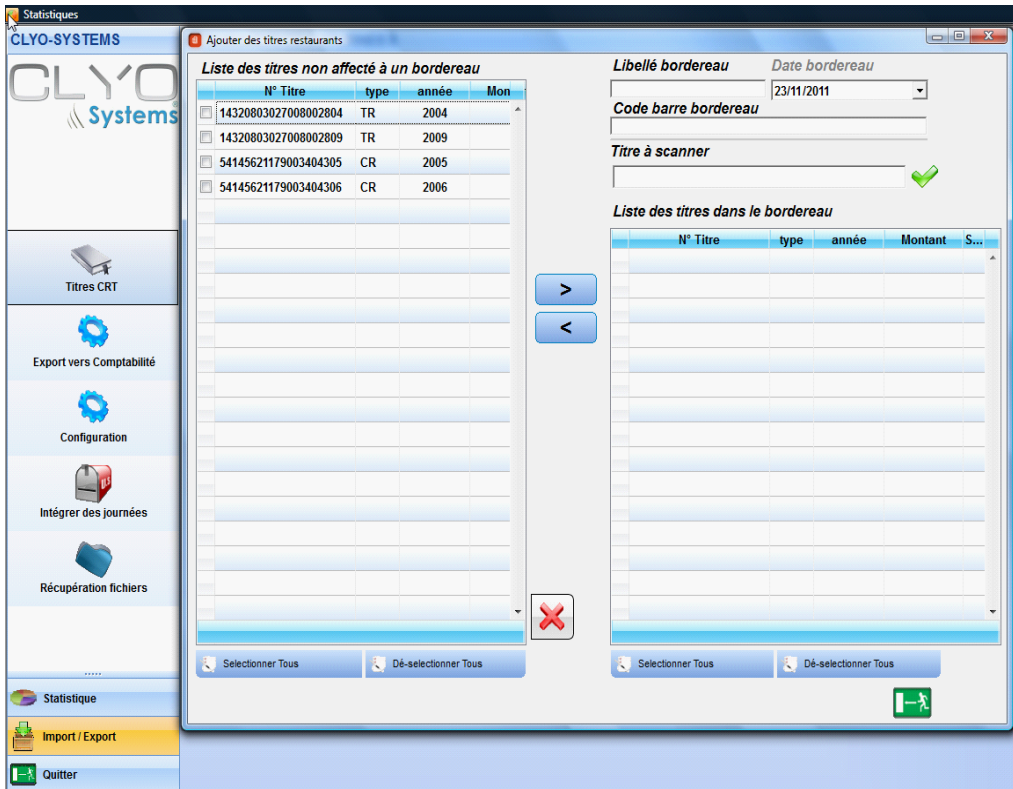 Statistiques
CLYO-SYSTEMS
CLYO
Systems
Titres CRT
Export vers Comptabilité
Configuration
Intégrer des journées
Récupération fichiers
Statistique
Import / Export
Quitter
Ajouter des titres restaurants
Liste des titres non affecté à un bordereau
N° Titre type année Mon
14320803027008002804 TR 2004
14320803027008002809 TR 2009
54145621179003404305 CR 2005
54145621179003404306 CR 2006
Selectionner Tous
Dé-selectionner Tous
>
<
Libellé bordereau Date bordereau
23/11/2011
Code barre bordereau
Titre à scanner
Liste des titres dans le bordereau
N° Titre type année Montant S...
Selectionner Tous
Dé-selectionner Tous